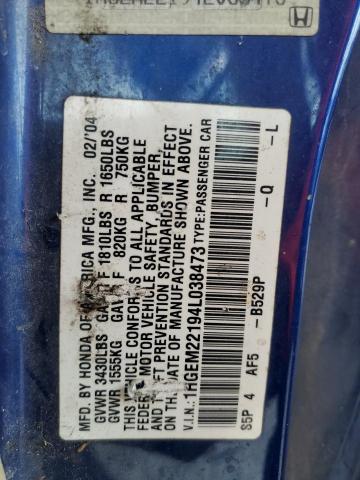 MFD. BY HONDA OF AMERICA MFG., INC. 02/'04
GVWR 3430LBS GAWR F 1810LBS R 1650LBS
GVWR 1555KG GAWR F 820KG R 750KG
THIS VEHICLE CONFORMS TO ALL APPLICABLE
FEDERAL MOTOR VEHICLE SAFETY, BUMPER,
AND THEFT PREVENTION STANDARDS IN EFFECT
ON THE DATE OF MANUFACTURE SHOWN ABOVE.
V.I.N.: 1HGEM22194L038473 TYPE:PASSENGER CAR
S5P 4 AF5 -B529P -Q -L